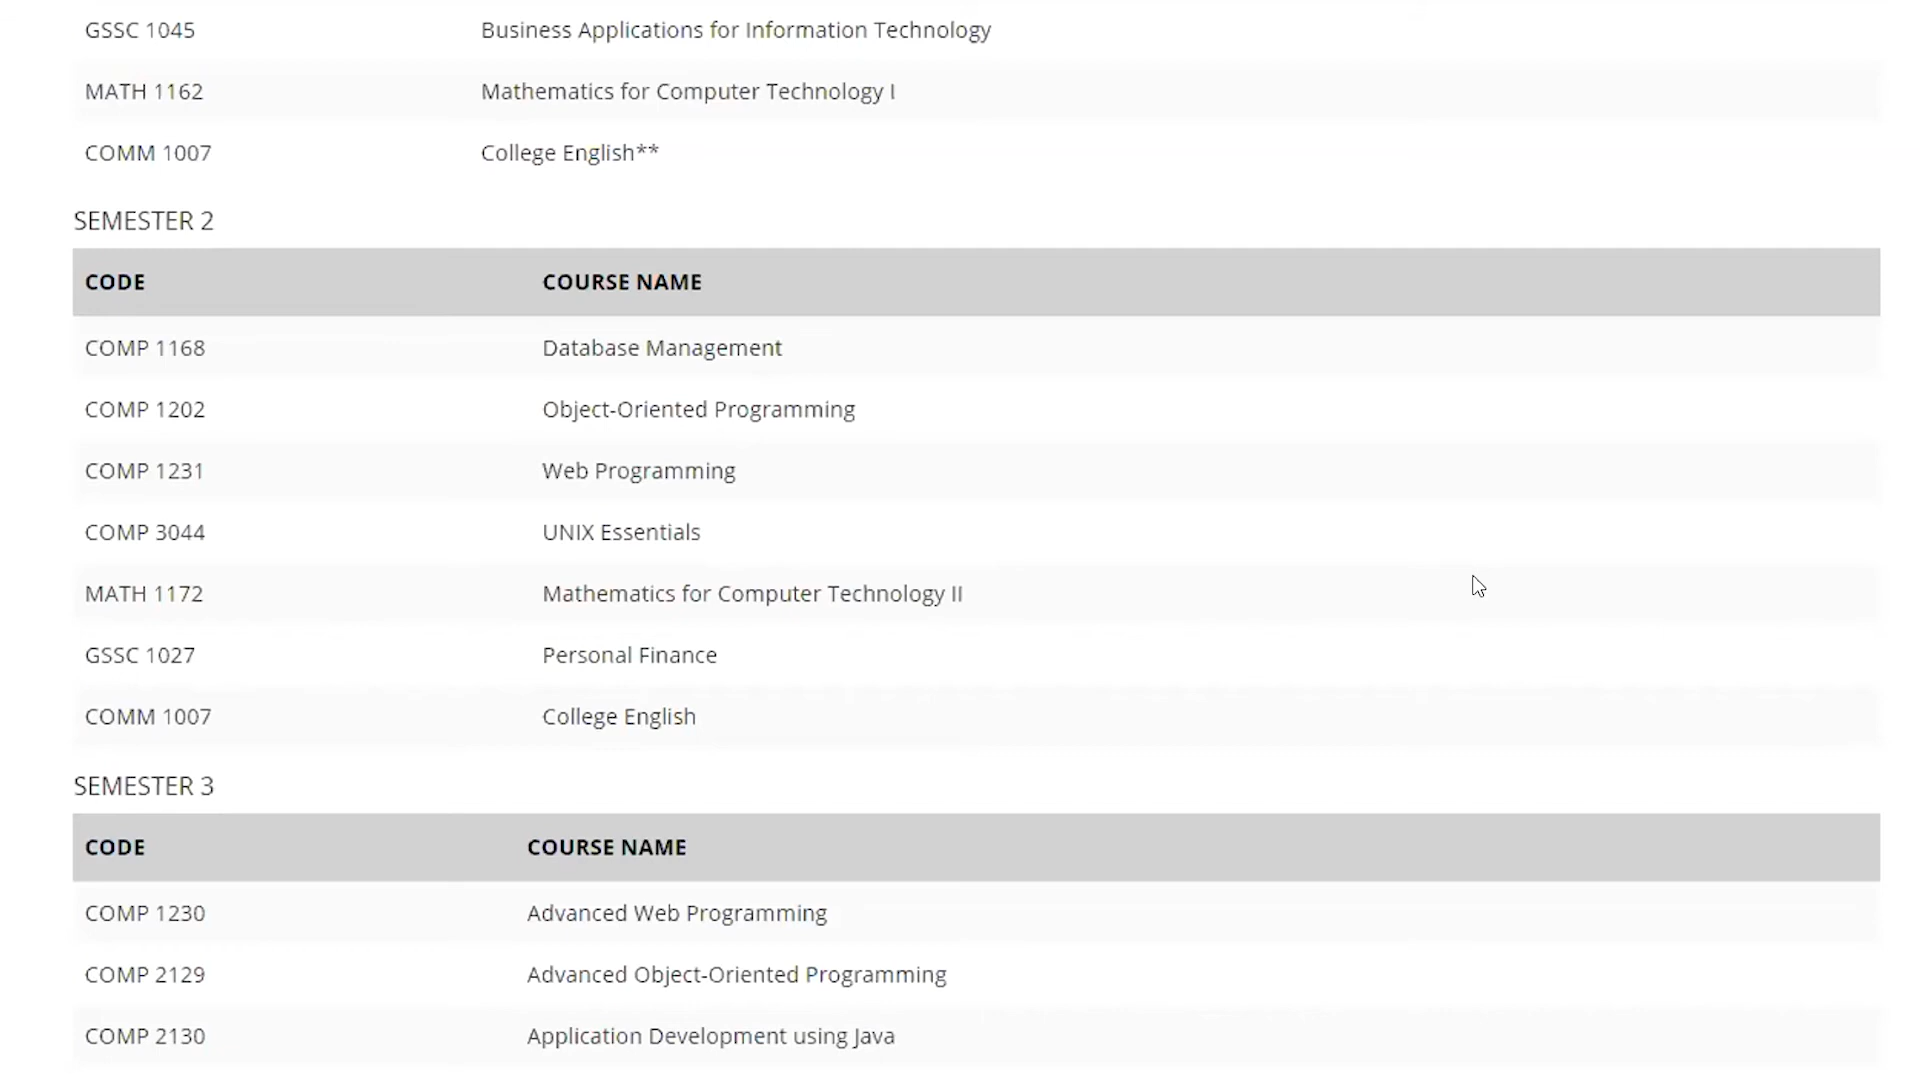 GSSC 1045 Business Applications for Information Technology
MATH 1162 Mathematics for Computer Technology I
COMM 1007 College English**
SEMESTER 2
CODE COURSE NAME
COMP 1168 Database Management
COMP 1202 Object-Oriented Programming
COMP 1231 Web Programming
COMP 3044 UNIX Essentials
MATH 1172 Mathematics for Computer Technology II
GSSC 1027 Personal Finance
COMM 1007 College English
SEMESTER 3
CODE COURSE NAME
COMP 1230 Advanced Web Programming
COMP 2129 Advanced Object-Oriented Programming
COMP 2130 Application Development using Java